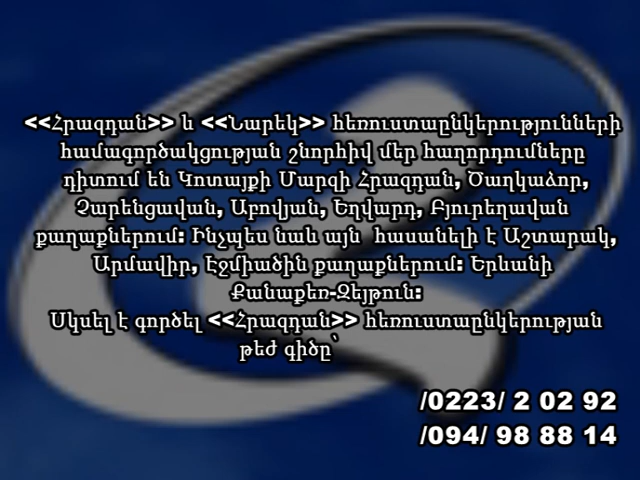 <<Հրազդան>> և <<Նարեկ>> հեռուստաընկերությունների
համագործակցության շնորհիվ մեր հաղորդումները
դիտում են Կոտայքի Մարզի Հրազդան, Ծաղկաձոր,
Չարենցավան, Աբովյան, Եղվարդ, Բյուրեղավան
քաղաքներում: Ինչպես նաև այն հասանելի է Աշտարակ,
Արմավիր, Էջմիածին քաղաքներում: Երևանի
Քանաքեռ-Զեյթուն:
Սկսել է գործել <<Հրազդան>> հեռուստաընկերության
թեժ գիծը՝
/0223/ 2 02 92
/094/ 98 88 14